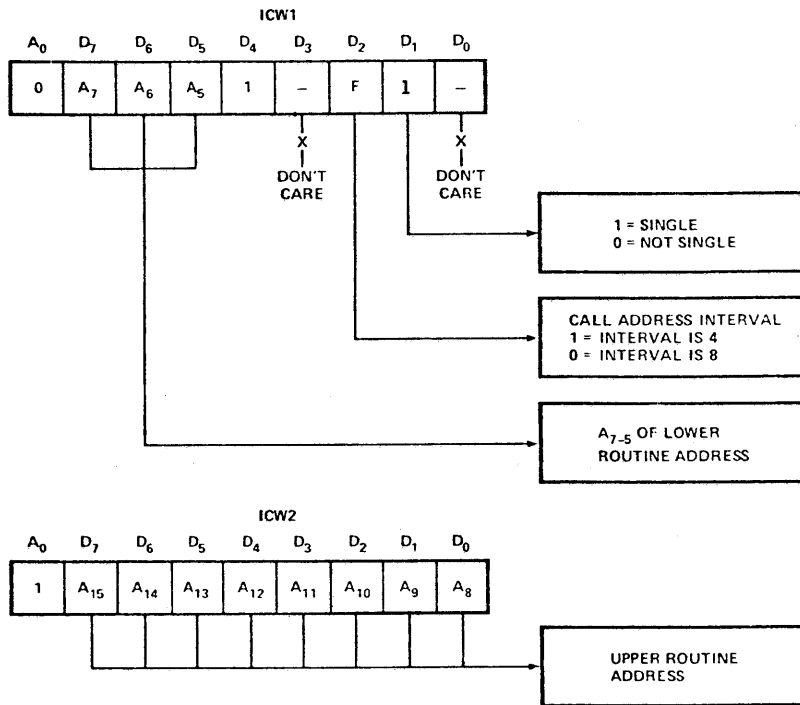 ICW1
A₀ D₇ D₆ D₅ D₄ D₃ D₂ D₁ D₀
0 A₇ A₆ A₅ 1 – F 1 –
X X
DON'T CARE
DON'T CARE
1 = SINGLE
0 = NOT SINGLE
CALL ADDRESS INTERVAL
1 = INTERVAL IS 4
0 = INTERVAL IS 8
A₇₋₅ OF LOWER
ROUTINE ADDRESS
ICW2
A₀ D₇ D₆ D₅ D₄ D₃ D₂ D₁ D₀
1 A₁₅ A₁₄ A₁₃ A₁₂ A₁₁ A₁₀ A₉ A₈
UPPER ROUTINE
ADDRESS